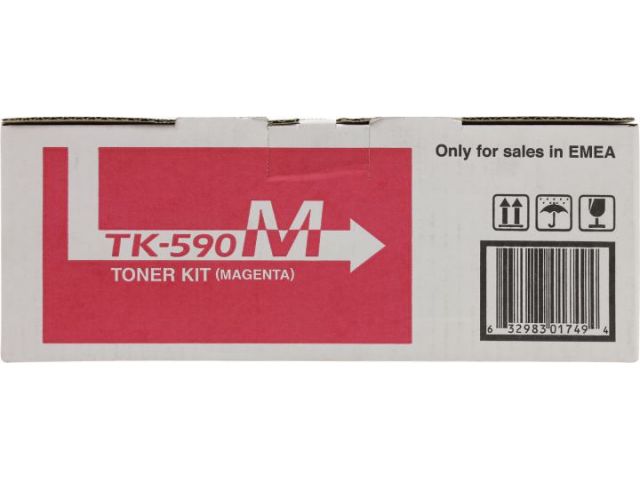 Only for sales in EMEA
TK-590M
TONER KIT (MAGENTA)
6 32983 01749 4